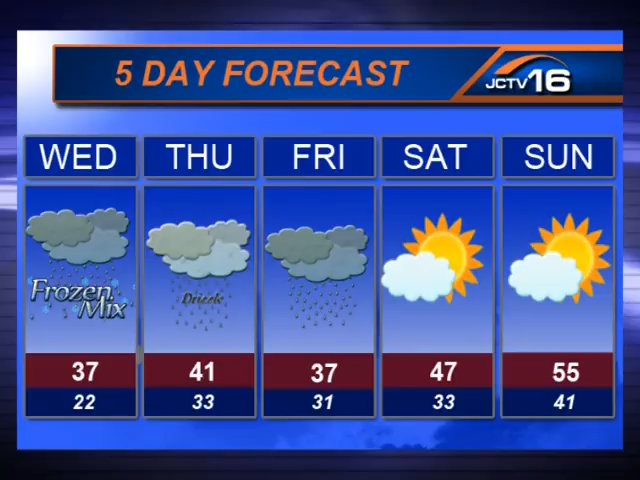 5 DAY FORECAST
JCTV16
WED THU FRI SAT SUN
Frozen Mix
Drizzle
37 41 37 47 55
22 33 31 33 41